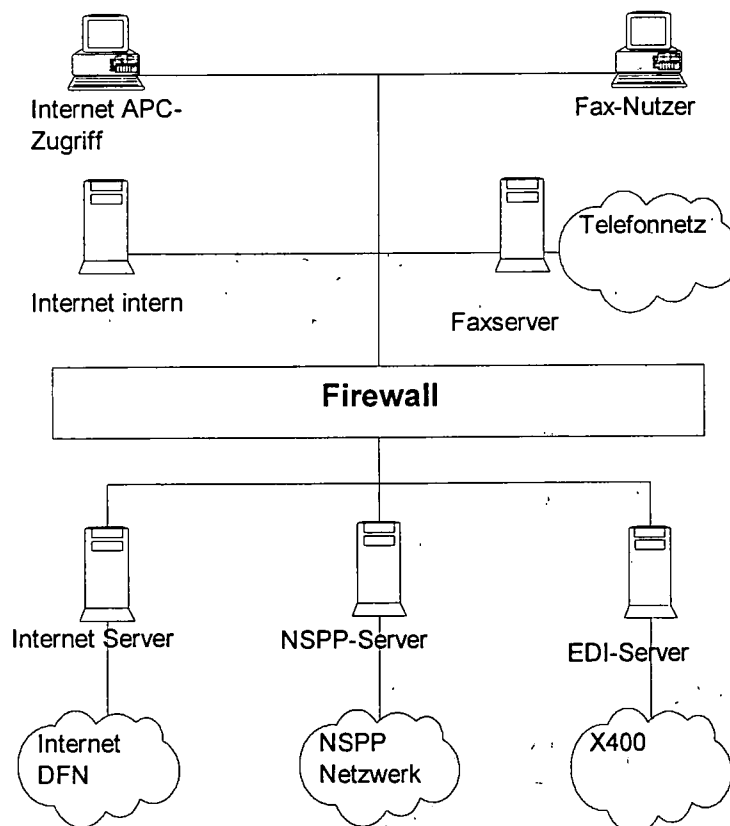 Internet APC-
Zugriff
Fax-Nutzer
Telefonnetz
Internet intern
Faxserver
Firewall
Internet Server
NSPP-Server
EDI-Server
Internet
DFN
NSPP
Netzwerk
X400